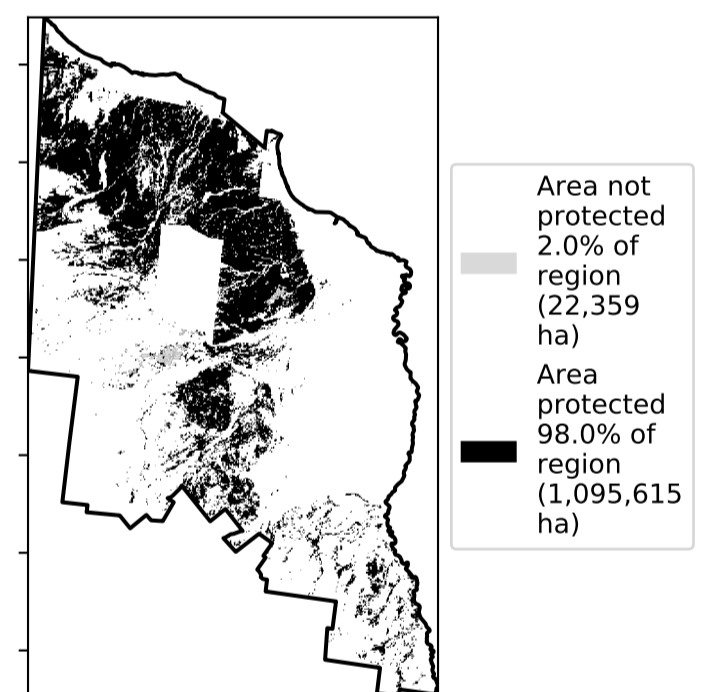 Area not
protected
2.0% of
region
(22,359
ha)
Area
protected
98.0% of
region
(1,095,615
ha)